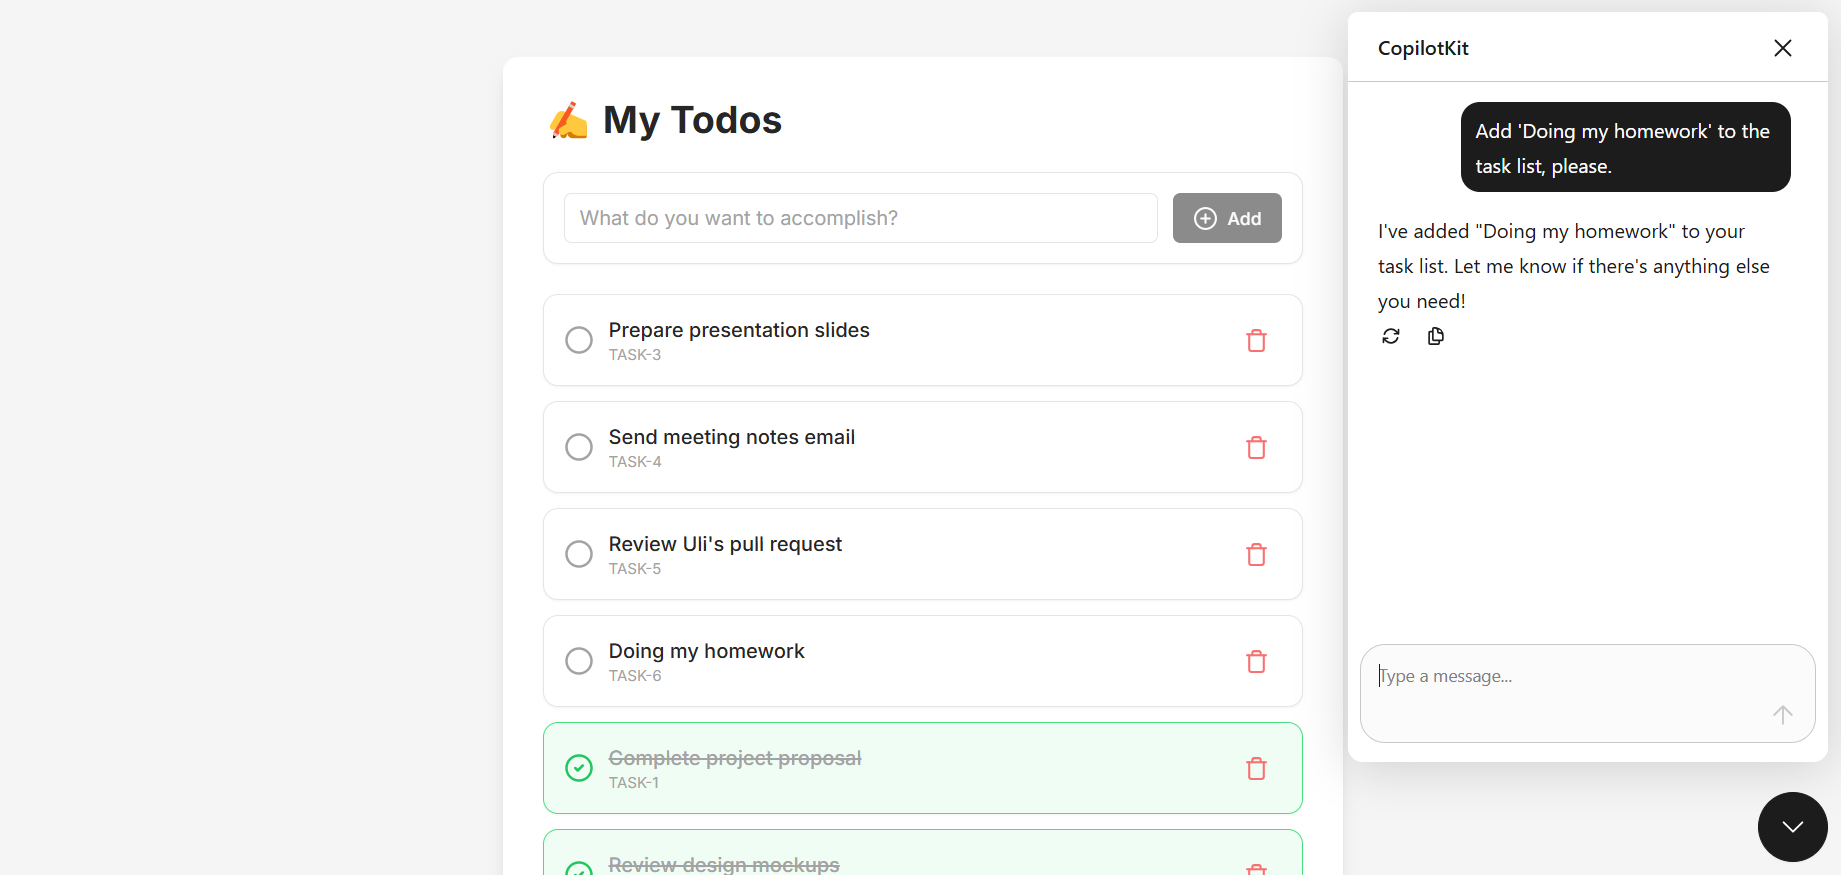 My Todos
What do you want to accomplish?
Add
Prepare presentation slides
TASK-3
Send meeting notes email
TASK-4
Review Uli's pull request
TASK-5
Doing my homework
TASK-6
Complete project proposal
TASK-1
Review design mockups
CopilotKit
Add 'Doing my homework' to the
task list, please.
I've added "Doing my homework" to your
task list. Let me know if there's anything else
you need!
Type a message...